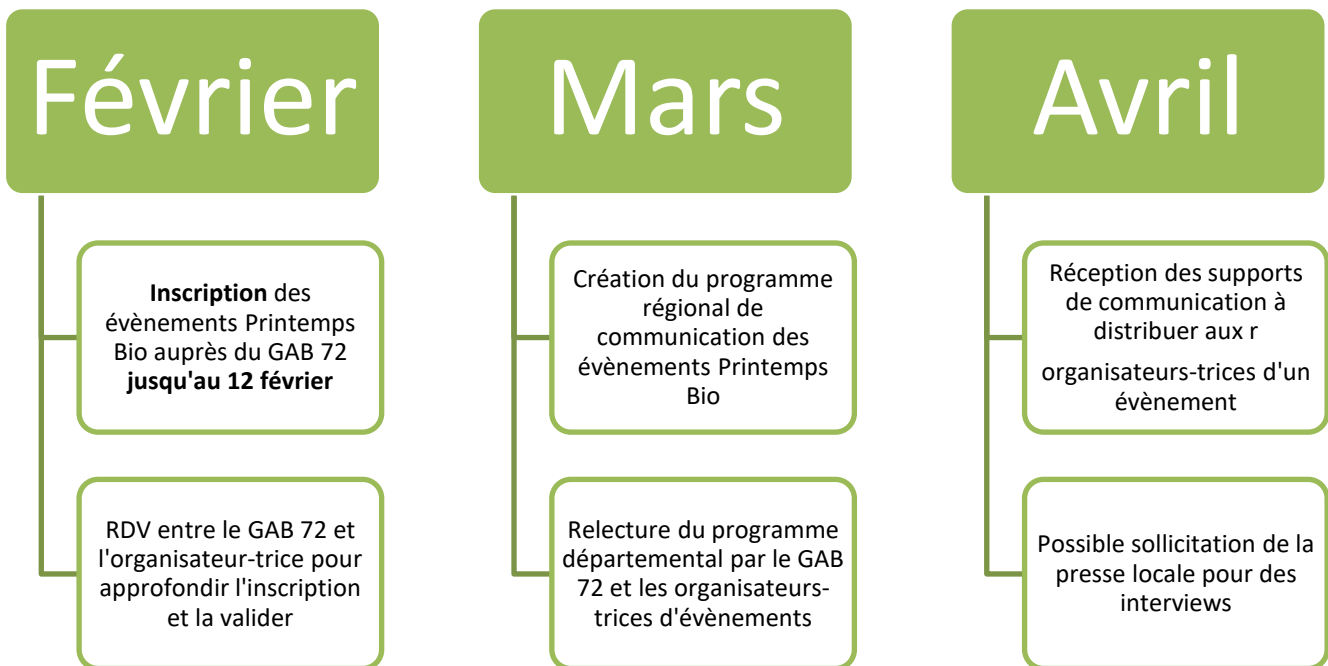 Février
Inscription des
évènements Printemps
Bio auprès du GAB 72
jusqu'au 12 février
RDV entre le GAB 72 et
l'organisateur-trice pour
approfondir l'inscription
et la valider
Mars
Création du programme
régional de
communication des
évènements Printemps
Bio
Relecture du programme
départemental par le GAB
72 et les organisateurs-
trices d'évènements
Avril
Réception des supports
de communication à
distribuer aux r
organisateurs-trices d'un
évènement
Possible sollicitation de la
presse locale pour des
interviews